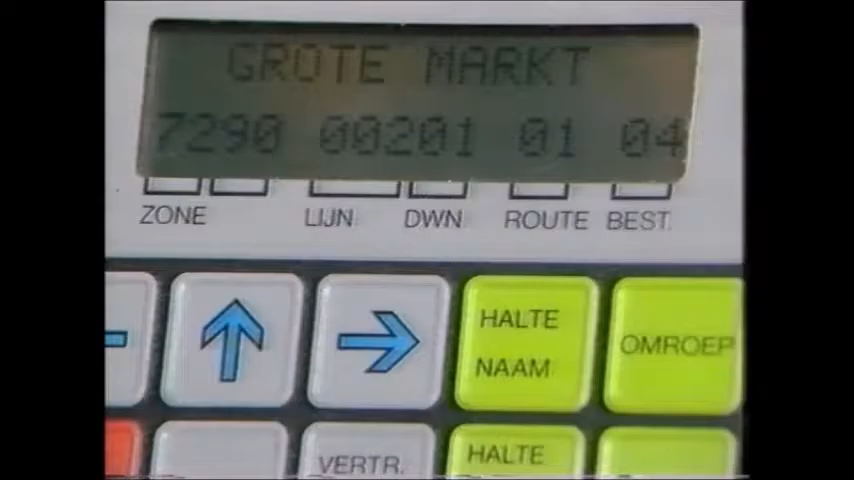 GROTE MARKT
7290 00201 01 04
ZONE LIJN DWN ROUTE BEST
HALTE
NAAM
OMROEP
VERTR.
HALTE